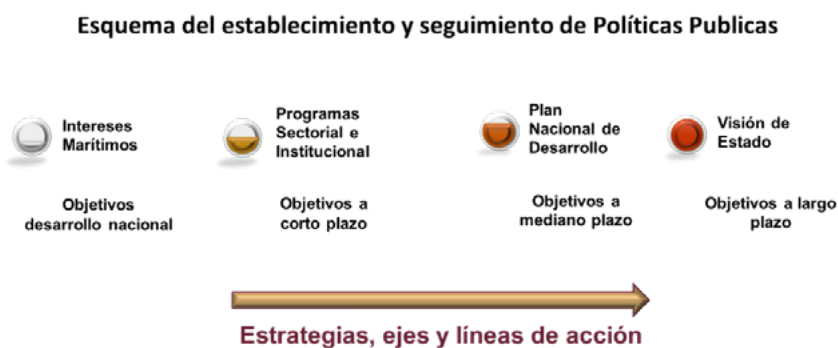 Esquema del establecimiento y seguimiento de Políticas Publicas
Intereses
Marítimos
Programas
Sectorial e
Institucional
Plan
Nacional de
Desarrollo
Visión de
Estado
Objetivos
desarrollo nacional
Objetivos a
corto plazo
Objetivos a
mediano plazo
Objetivos a largo
plazo
Estrategias, ejes y líneas de acción